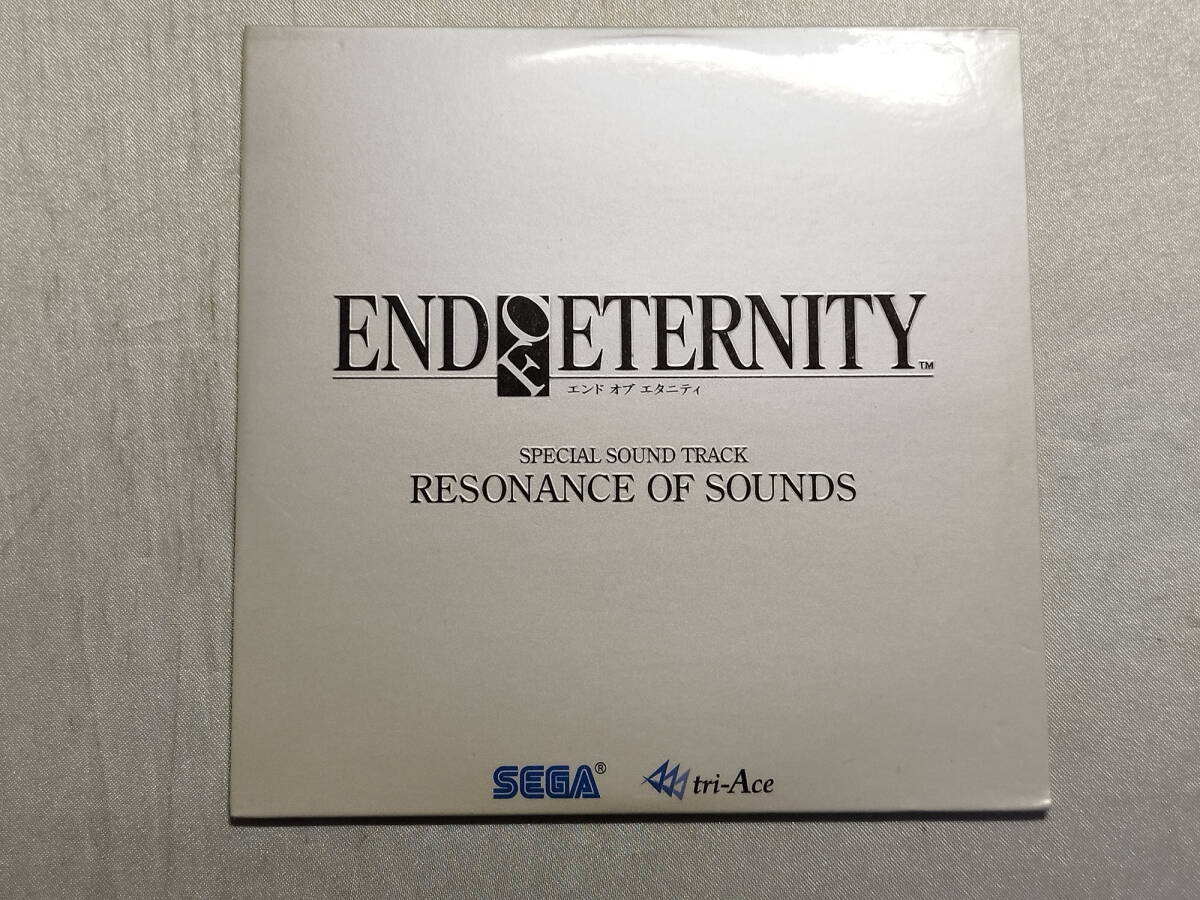 END OF ETERNITY™
エンド オブ エタニティ
SPECIAL SOUND TRACK
RESONANCE OF SOUNDS
SEGA® tri-Ace